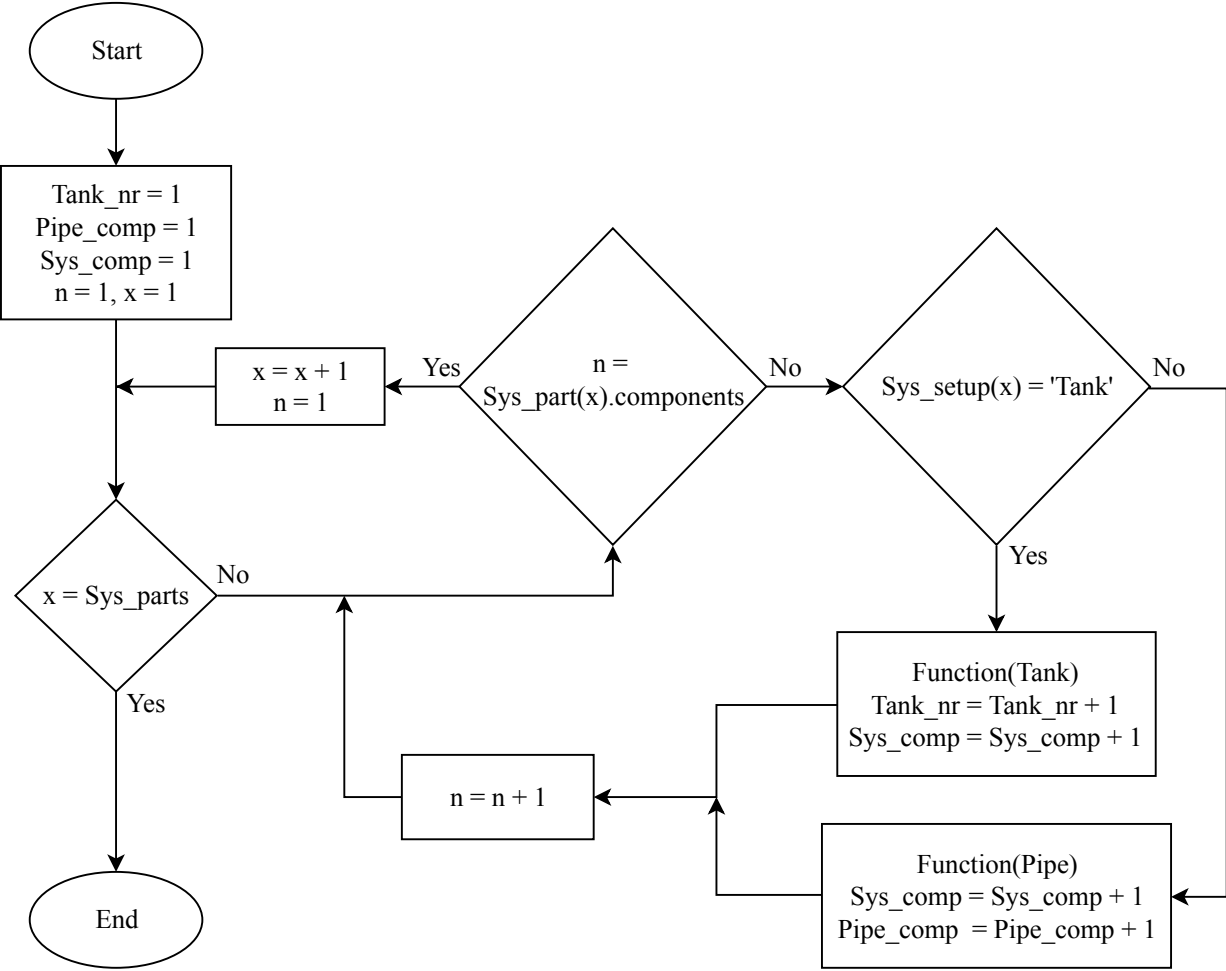 Start
Tank_nr = 1
Pipe_comp = 1
Sys_comp = 1
n = 1, x = 1
x = x + 1
n = 1
Yes
n =
Sys_part(x).components
No
Sys_setup(x) = 'Tank'
No
Yes
x = Sys_parts
No
Yes
Function(Tank)
Tank_nr = Tank_nr + 1
Sys_comp = Sys_comp + 1
n = n + 1
Function(Pipe)
Sys_comp = Sys_comp + 1
Pipe_comp  = Pipe_comp + 1
End